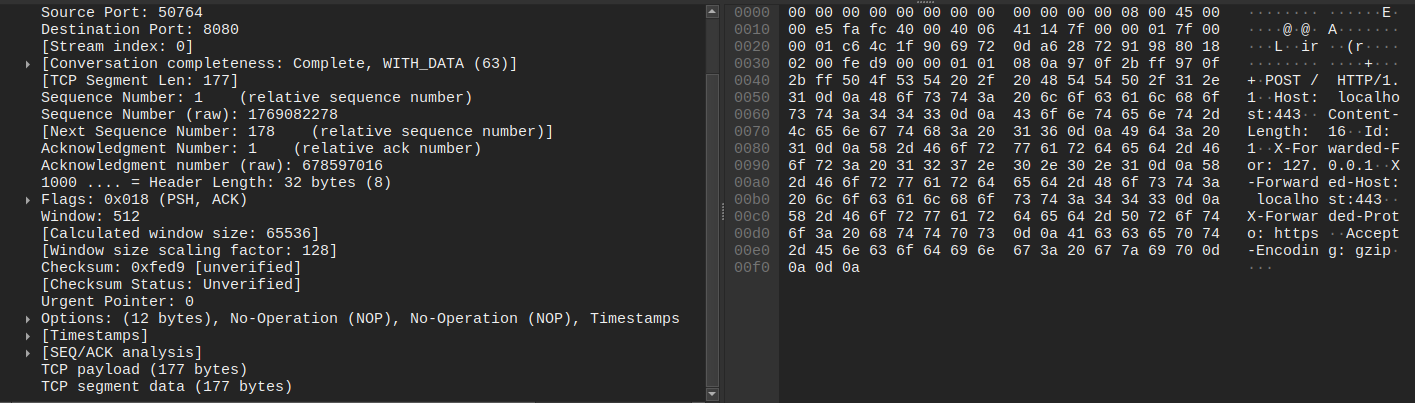 Source Port: 50764
Destination Port: 8080
[Stream index: 0]
[Conversation completeness: Complete, WITH_DATA (63)]
[TCP Segment Len: 177]
Sequence Number: 1    (relative sequence number)
Sequence Number (raw): 1769082278
[Next Sequence Number: 178    (relative sequence number)]
Acknowledgment Number: 1    (relative ack number)
Acknowledgment number (raw): 678597016
1000 .... = Header Length: 32 bytes (8)
Flags: 0x018 (PSH, ACK)
Window: 512
[Calculated window size: 65536]
[Window size scaling factor: 128]
Checksum: 0xfed9 [unverified]
[Checksum Status: Unverified]
Urgent Pointer: 0
Options: (12 bytes), No-Operation (NOP), No-Operation (NOP), Timestamps
[Timestamps]
[SEQ/ACK analysis]
TCP payload (177 bytes)
TCP segment data (177 bytes)
0000  00 00 00 00 00 00 00 00  00 00 00 00 08 00 45 00  ········ ······E·
0010  00 e5 fa fc 40 00 40 06  41 14 7f 00 00 01 7f 00  ····@·@· A·······
0020  00 01 c6 4c 1f 90 69 72  0d a6 28 72 91 98 80 18  ···L··ir ··(r····
0030  02 00 fe d9 00 00 01 01  08 0a 97 0f 2b ff 97 0f  ········ ····+···
0040  2b ff 50 4f 53 54 20 2f  20 48 54 54 50 2f 31 2e  +·POST /  HTTP/1.
0050  31 0d 0a 48 6f 73 74 3a  20 6c 6f 63 61 6c 68 6f  1··Host:  localho
0060  73 74 3a 34 34 33 0d 0a  43 6f 6e 74 65 6e 74 2d  st:443·· Content-
0070  4c 65 6e 67 74 68 3a 20  31 36 0d 0a 49 64 3a 20  Length:  16··Id:
0080  31 0d 0a 58 2d 46 6f 72  77 61 72 64 65 64 2d 46  1··X-For warded-F
0090  6f 72 3a 20 31 32 37 2e  30 2e 30 2e 31 0d 0a 58  or: 127. 0.0.1··X
00a0  2d 46 6f 72 77 61 72 64  65 64 2d 48 6f 73 74 3a  -Forward ed-Host:
00b0  20 6c 6f 63 61 6c 68 6f  73 74 3a 34 34 33 0d 0a   localho st:443··
00c0  58 2d 46 6f 72 77 61 72  64 65 64 2d 50 72 6f 74  X-Forwar ded-Prot
00d0  6f 3a 20 68 74 74 70 73  0d 0a 41 63 63 65 70 74  o: https ··Accept
00e0  2d 45 6e 63 6f 64 69 6e  67 3a 20 67 7a 69 70 0d  -Encodin g: gzip·
00f0  0a 0d 0a  ···